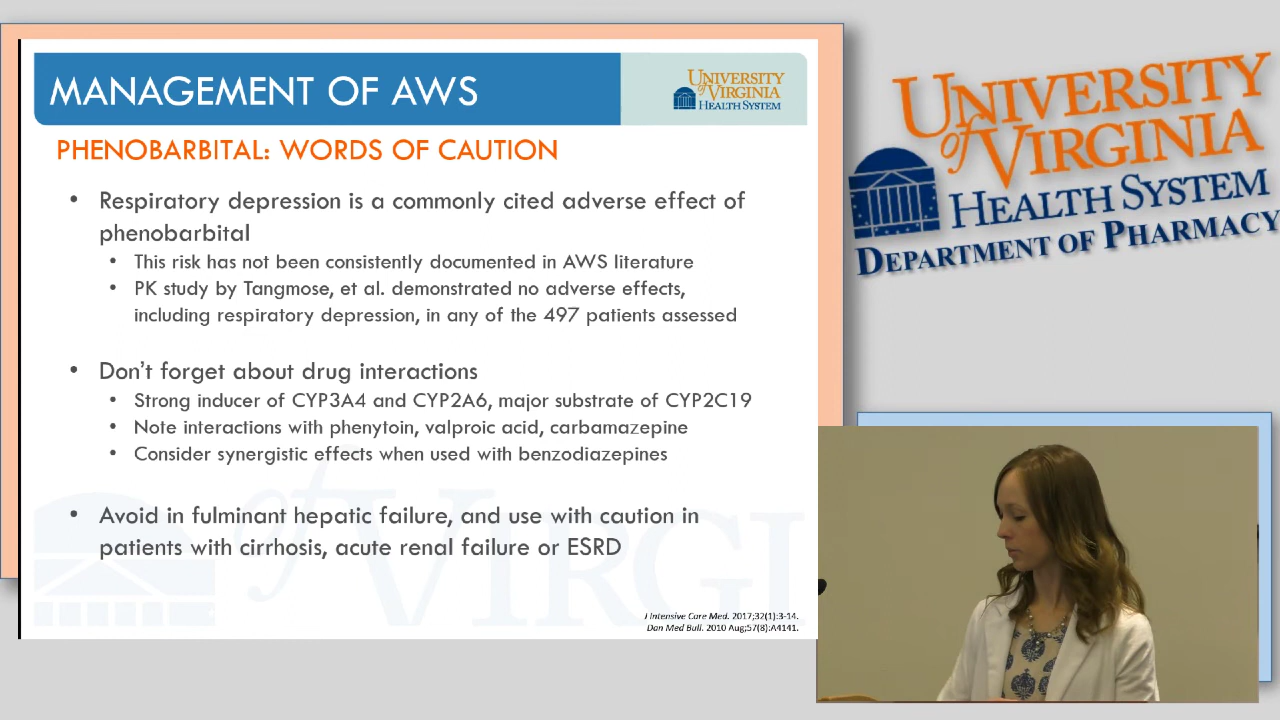 MANAGEMENT OF AWS
UNIVERSITY
of VIRGINIA
HEALTH SYSTEM
PHENOBARBITAL: WORDS OF CAUTION
• Respiratory depression is a commonly cited adverse effect of
phenobarbital
• This risk has not been consistently documented in AWS literature
• PK study by Tangmose, et al. demonstrated no adverse effects,
including respiratory depression, in any of the 497 patients assessed
• Don't forget about drug interactions
• Strong inducer of CYP3A4 and CYP2A6, major substrate of CYP2C19
• Note interactions with phenytoin, valproic acid, carbamazepine
• Consider synergistic effects when used with benzodiazepines
• Avoid in fulminant hepatic failure, and use with caution in
patients with cirrhosis, acute renal failure or ESRD
of VIRGI
J Intensive Care Med. 2017;32(1):3-14.
Dan Med Bull. 2010 Aug;57(8):A4141.
UNIVERSITY
of VIRGINIA
HEALTH SYSTEM
DEPARTMENT OF PHARMACY